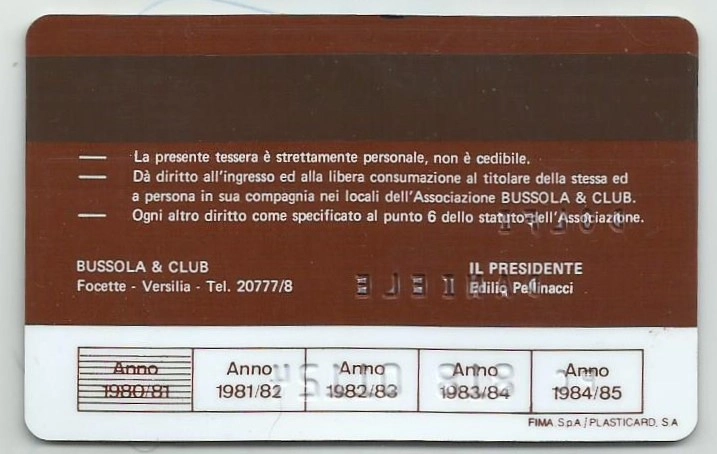 — La presente tessera è strettamente personale, non è cedibile.
— Dà diritto all'ingresso ed alla libera consumazione al titolare della stessa ed
a persona in sua compagnia nei locali dell'Associazione BUSSOLA & CLUB.
— Ogni altro diritto come specificato al punto 6 dello statuto dell'Associazione.
BUSSOLA & CLUB
Focette - Versilia - Tel. 20777/8
IL PRESIDENTE
Edilio Pellinacci
DANIELE
Anno 1980/81
Anno 1981/82
Anno 1982/83
Anno 1983/84
Anno 1984/85
FIMA S.p.A / PLASTICARD, S.A